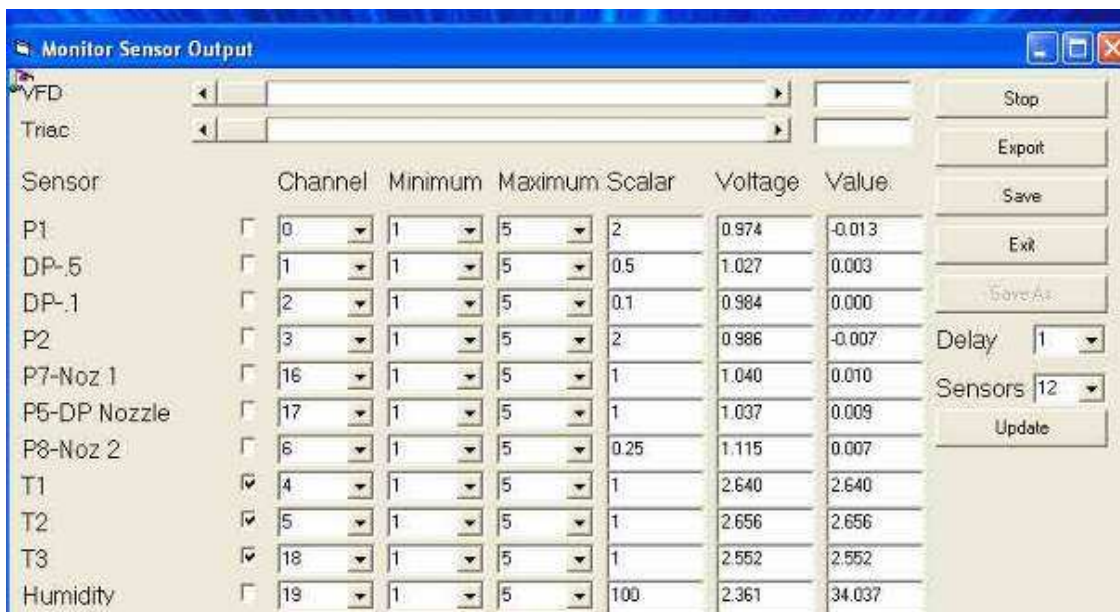 Monitor Sensor Output
VFD
Stop
Triac
Export
Sensor Channel Minimum Maximum Scalar Voltage Value
Save
P1 0 1 5 2 0.974 -0.013
Exit
DP-.5 1 1 5 0.5 1.027 0.003
Save As
DP-.1 2 1 5 0.1 0.984 0.000
P2 3 1 5 2 0.986 -0.007
Delay 1
P7-Noz 1 16 1 5 1 1.040 0.010
Sensors 12
P5-DP Nozzle 17 1 5 1 1.037 0.009
Update
P8-Noz 2 6 1 5 0.25 1.115 0.007
T1 4 1 5 1 2.640 2.640
T2 5 1 5 1 2.656 2.656
T3 18 1 5 1 2.552 2.552
Humidity 19 1 5 100 2.361 34.037